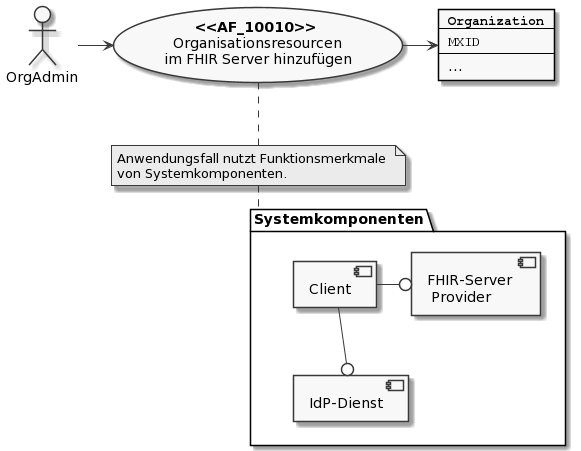 OrgAdmin
<<AF_10010>>
Organisationsresourcen
im FHIR Server hinzufügen
Organization
MXID
...
Anwendungsfall nutzt Funktionsmerkmale
von Systemkomponenten.
Systemkomponenten
Client
FHIR-Server
Provider
IdP-Dienst